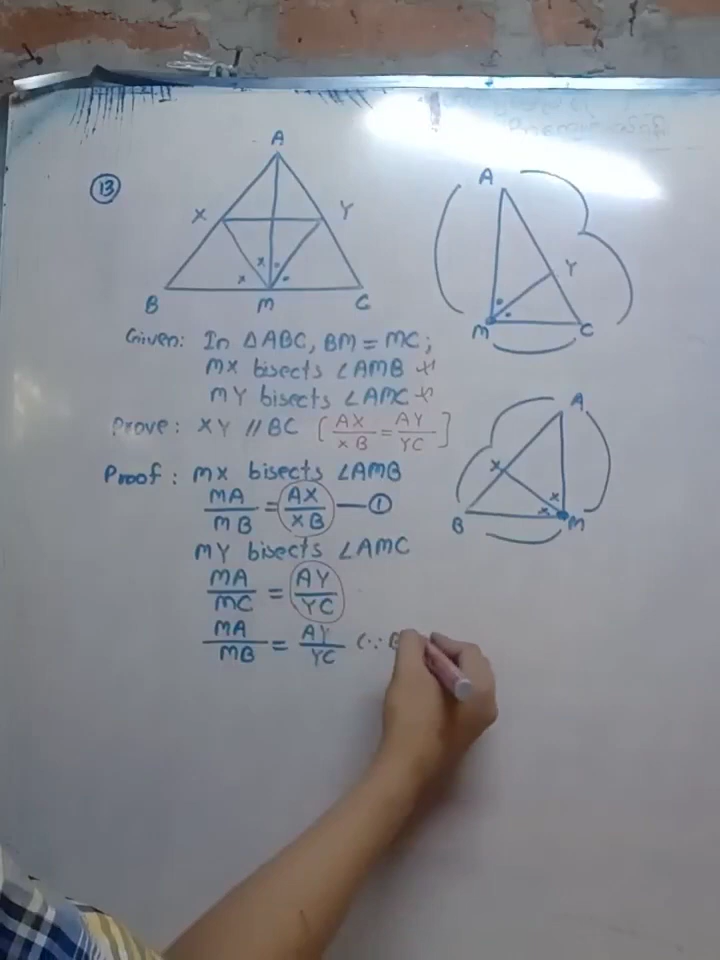 13
A
X Y
B M C
A
Y
M C
Given: In △ABC, BM = MC;
MX bisects ∠AMB
MY bisects ∠AMC
Prove: XY // BC [AX/XB = AY/YC]
A
X x
B x M
Proof: MX bisects ∠AMB
MA/MB = AX/XB — ①
MY bisects ∠AMC
MA/MC = AY/YC
MA/MB = AY/YC (∵ B